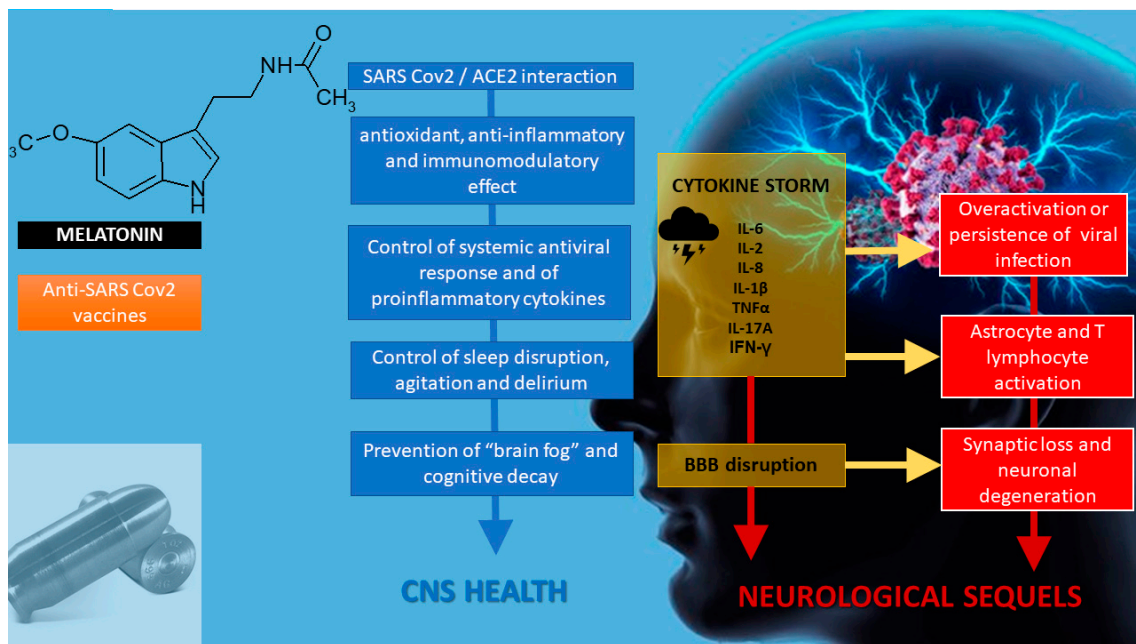 O
NH
CH3
O
3C
N
H
MELATONIN
Anti-SARS Cov2
vaccines
SARS Cov2 / ACE2 interaction
antioxidant, anti-inflammatory
and immunomodulatory
effect
Control of systemic antiviral
response and of
proinflammatory cytokines
Control of sleep disruption,
agitation and delirium
Prevention of “brain fog” and
cognitive decay
CNS HEALTH
CYTOKINE STORM
IL-6
IL-2
IL-8
IL-1β
TNFα
IL-17A
IFN-γ
BBB disruption
Overactivation or
persistence of viral
infection
Astrocyte and T
lymphocyte
activation
Synaptic loss and
neuronal
degeneration
NEUROLOGICAL SEQUELS